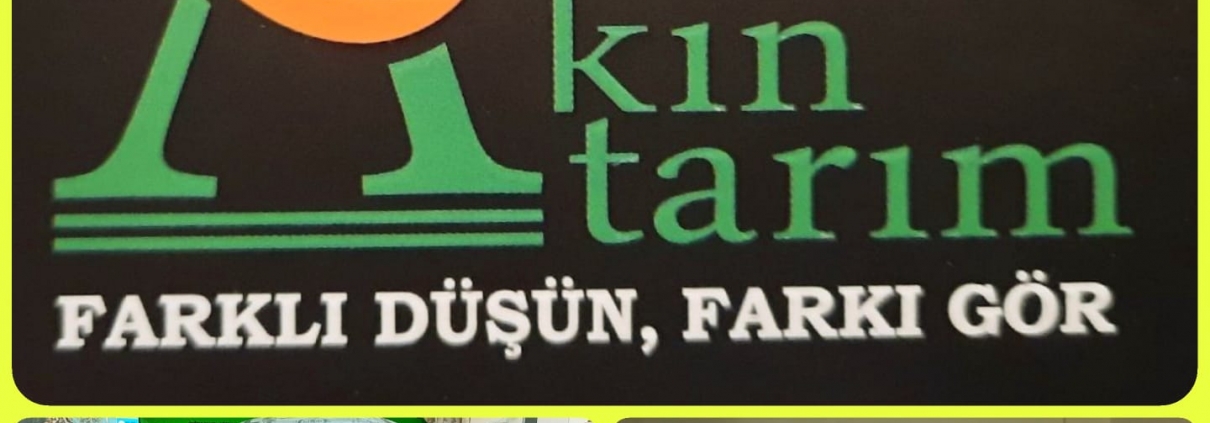 Akın
tarım
FARKLI DÜŞÜN, FARKI GÖR